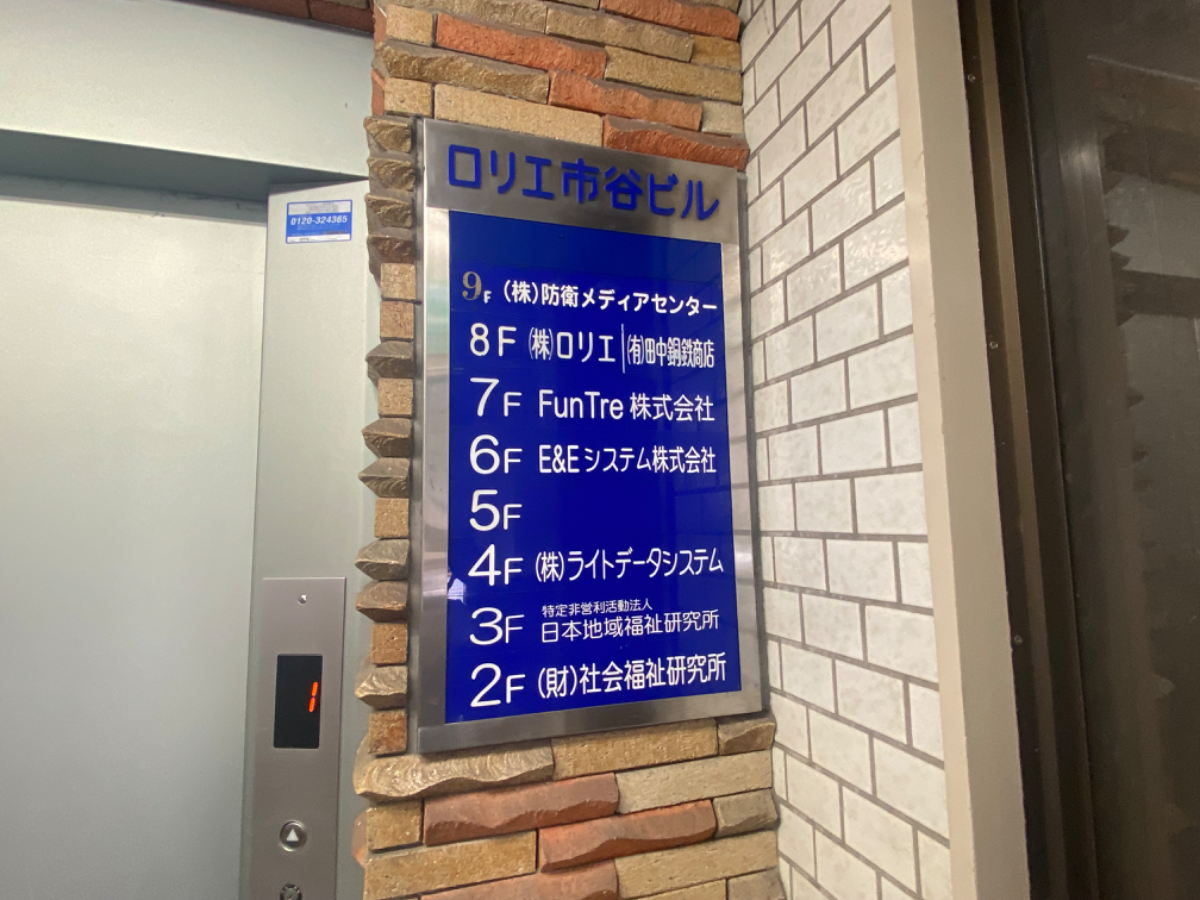 ロリエ市谷ビル
0120-324365
9F (株)防衛メディアセンター
8F (株)ロリエ (有)田中銅鉄商店
7F FunTre 株式会社
6F E&Eシステム株式会社
5F
4F (株)ライトデータシステム
3F 特定非営利活動法人
日本地域福祉研究所
2F (財)社会福祉研究所
1